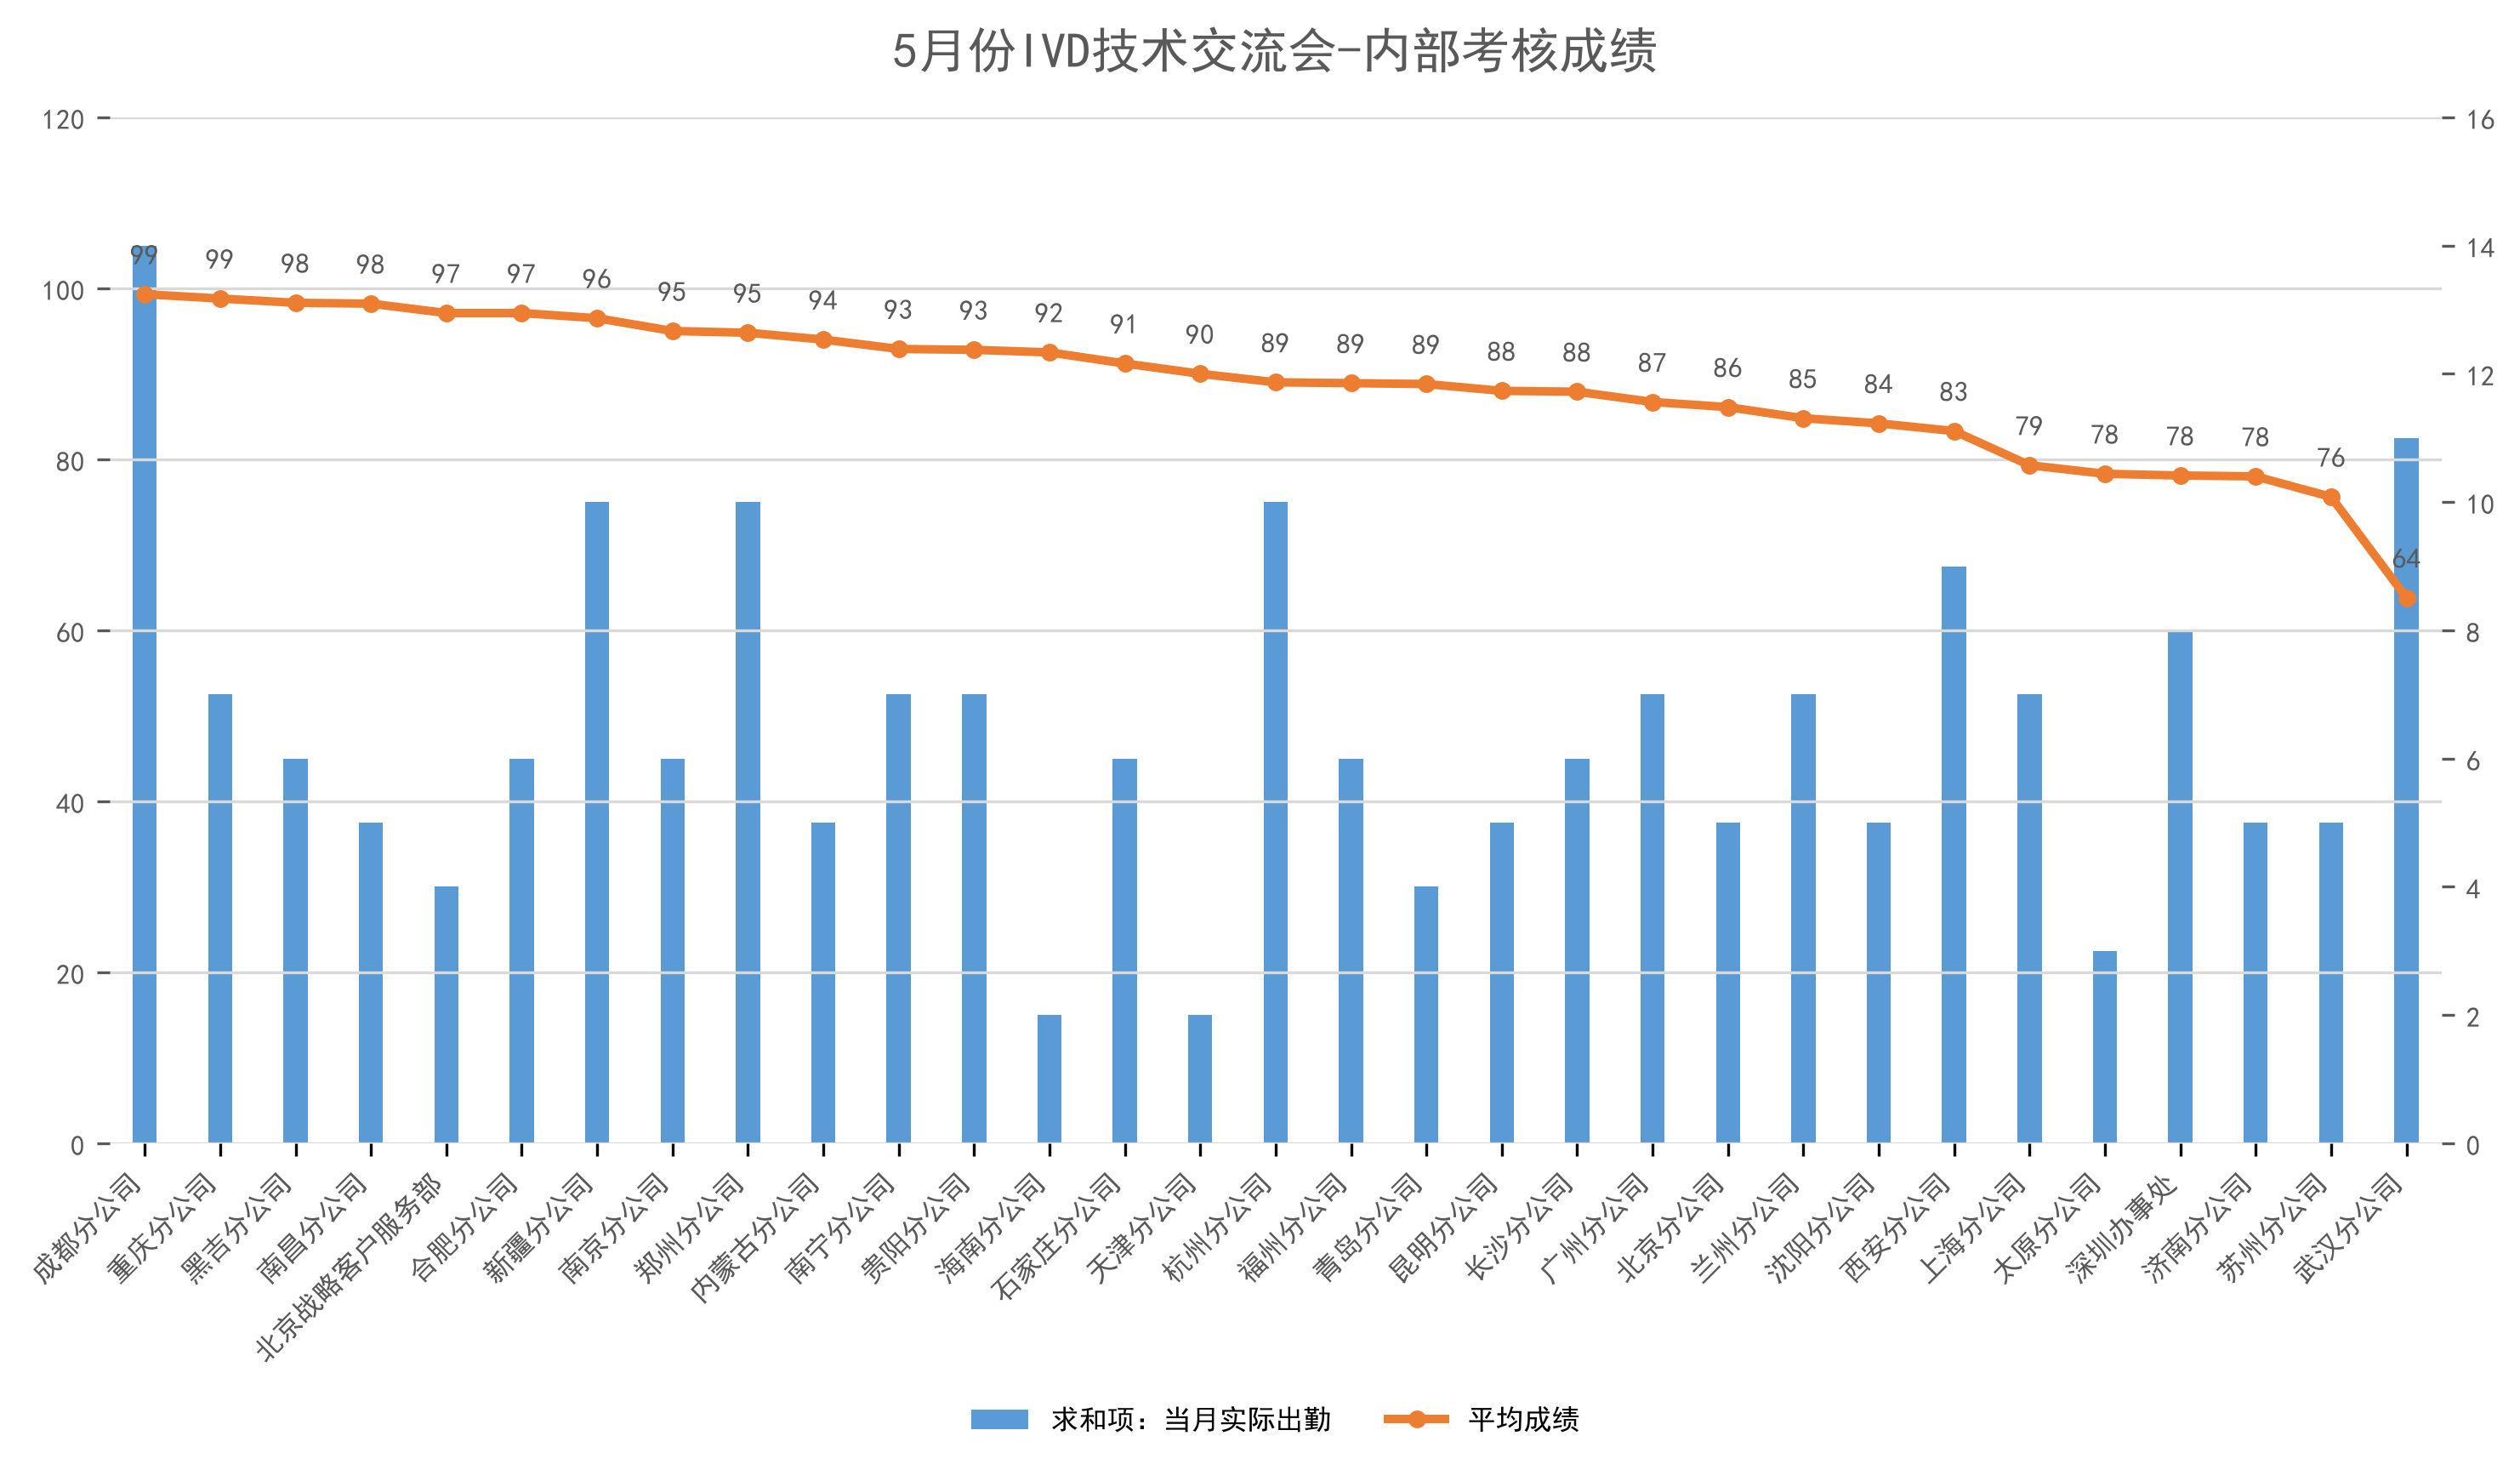 5月份IVD技术交流会-内部考核成绩
120
100
80
60
40
20
0
16
14
12
10
8
6
4
2
0
99 99 98 98 97 97 96 95 95 94 93 93 92 91 90 89 89 89 88 88 87 86 85 84 83 79 78 78 78 76 64
成都分公司
重庆分公司
黑吉分公司
南昌分公司
北京战略客户服务部
合肥分公司
新疆分公司
南京分公司
郑州分公司
内蒙古分公司
南宁分公司
贵阳分公司
海南分公司
石家庄分公司
天津分公司
杭州分公司
福州分公司
青岛分公司
昆明分公司
长沙分公司
广州分公司
北京分公司
兰州分公司
沈阳分公司
西安分公司
上海分公司
太原分公司
深圳办事处
济南分公司
苏州分公司
武汉分公司
求和项：当月实际出勤 平均成绩